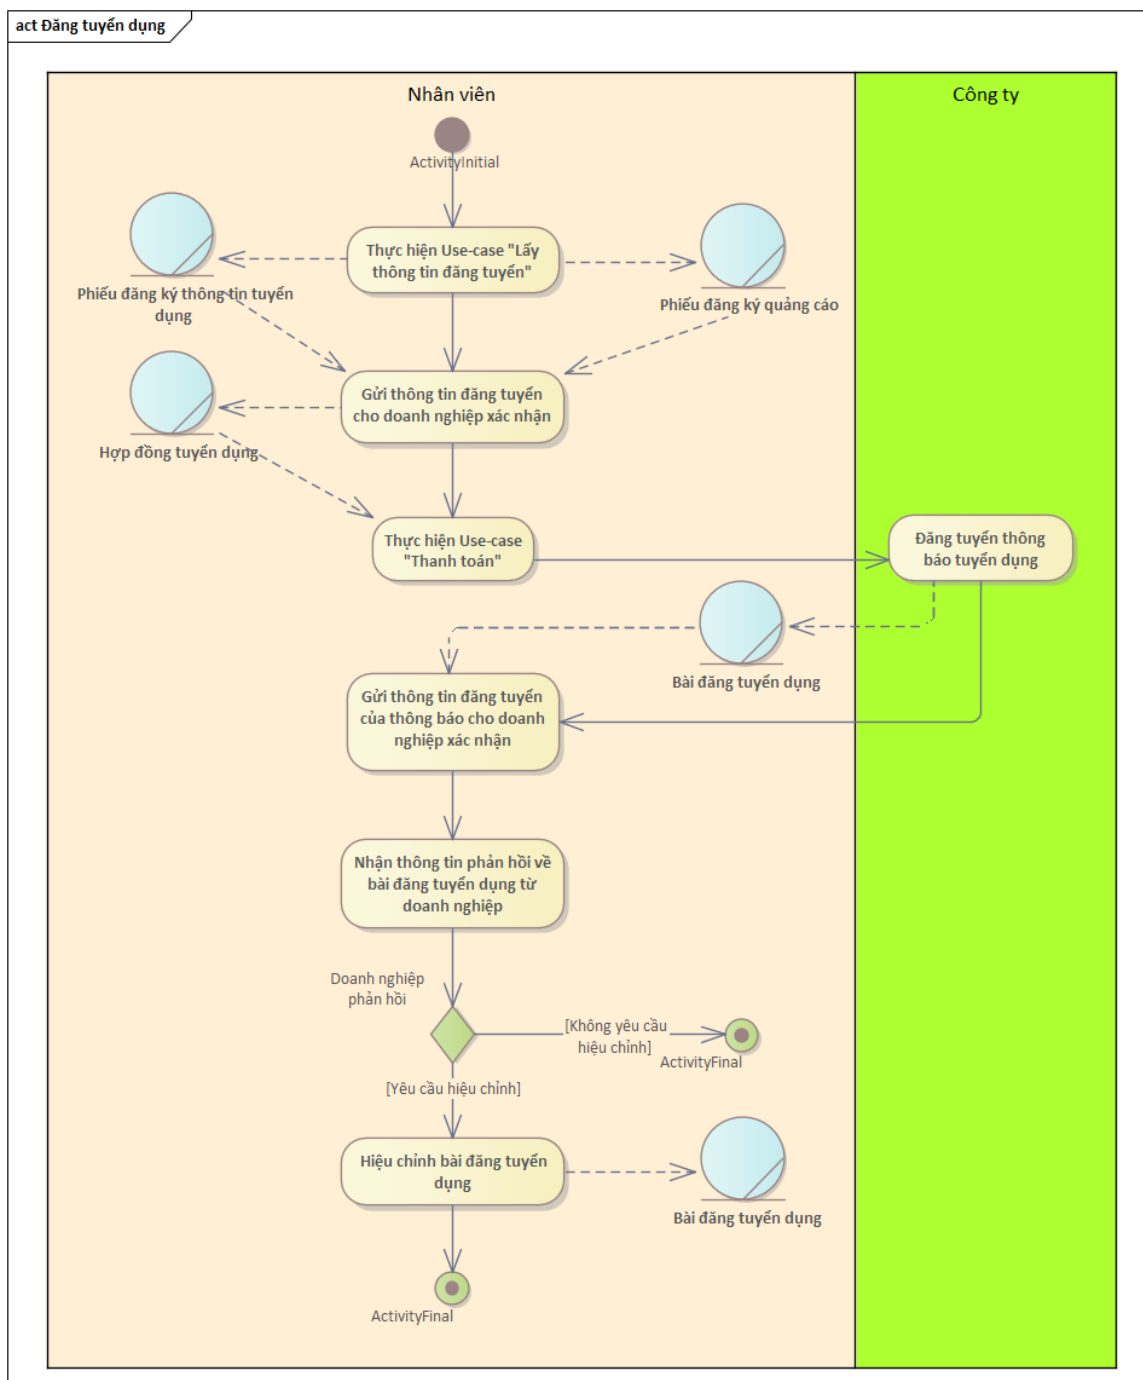 act Đăng tuyển dụng
Nhân viên
Công ty
ActivityInitial
Thực hiện Use-case "Lấy
thông tin đăng tuyển"
Phiếu đăng ký thông tin tuyển
dụng
Phiếu đăng ký quảng cáo
Gửi thông tin đăng tuyển
cho doanh nghiệp xác nhận
Hợp đồng tuyển dụng
Thực hiện Use-case
"Thanh toán"
Đăng tuyển thông
báo tuyển dụng
Bài đăng tuyển dụng
Gửi thông tin đăng tuyển
của thông báo cho doanh
nghiệp xác nhận
Nhận thông tin phản hồi về
bài đăng tuyển dụng từ
doanh nghiệp
Doanh nghiệp
phản hồi
[Không yêu cầu
hiệu chỉnh]
ActivityFinal
[Yêu cầu hiệu chỉnh]
Hiệu chỉnh bài đăng tuyển
dụng
Bài đăng tuyển dụng
ActivityFinal